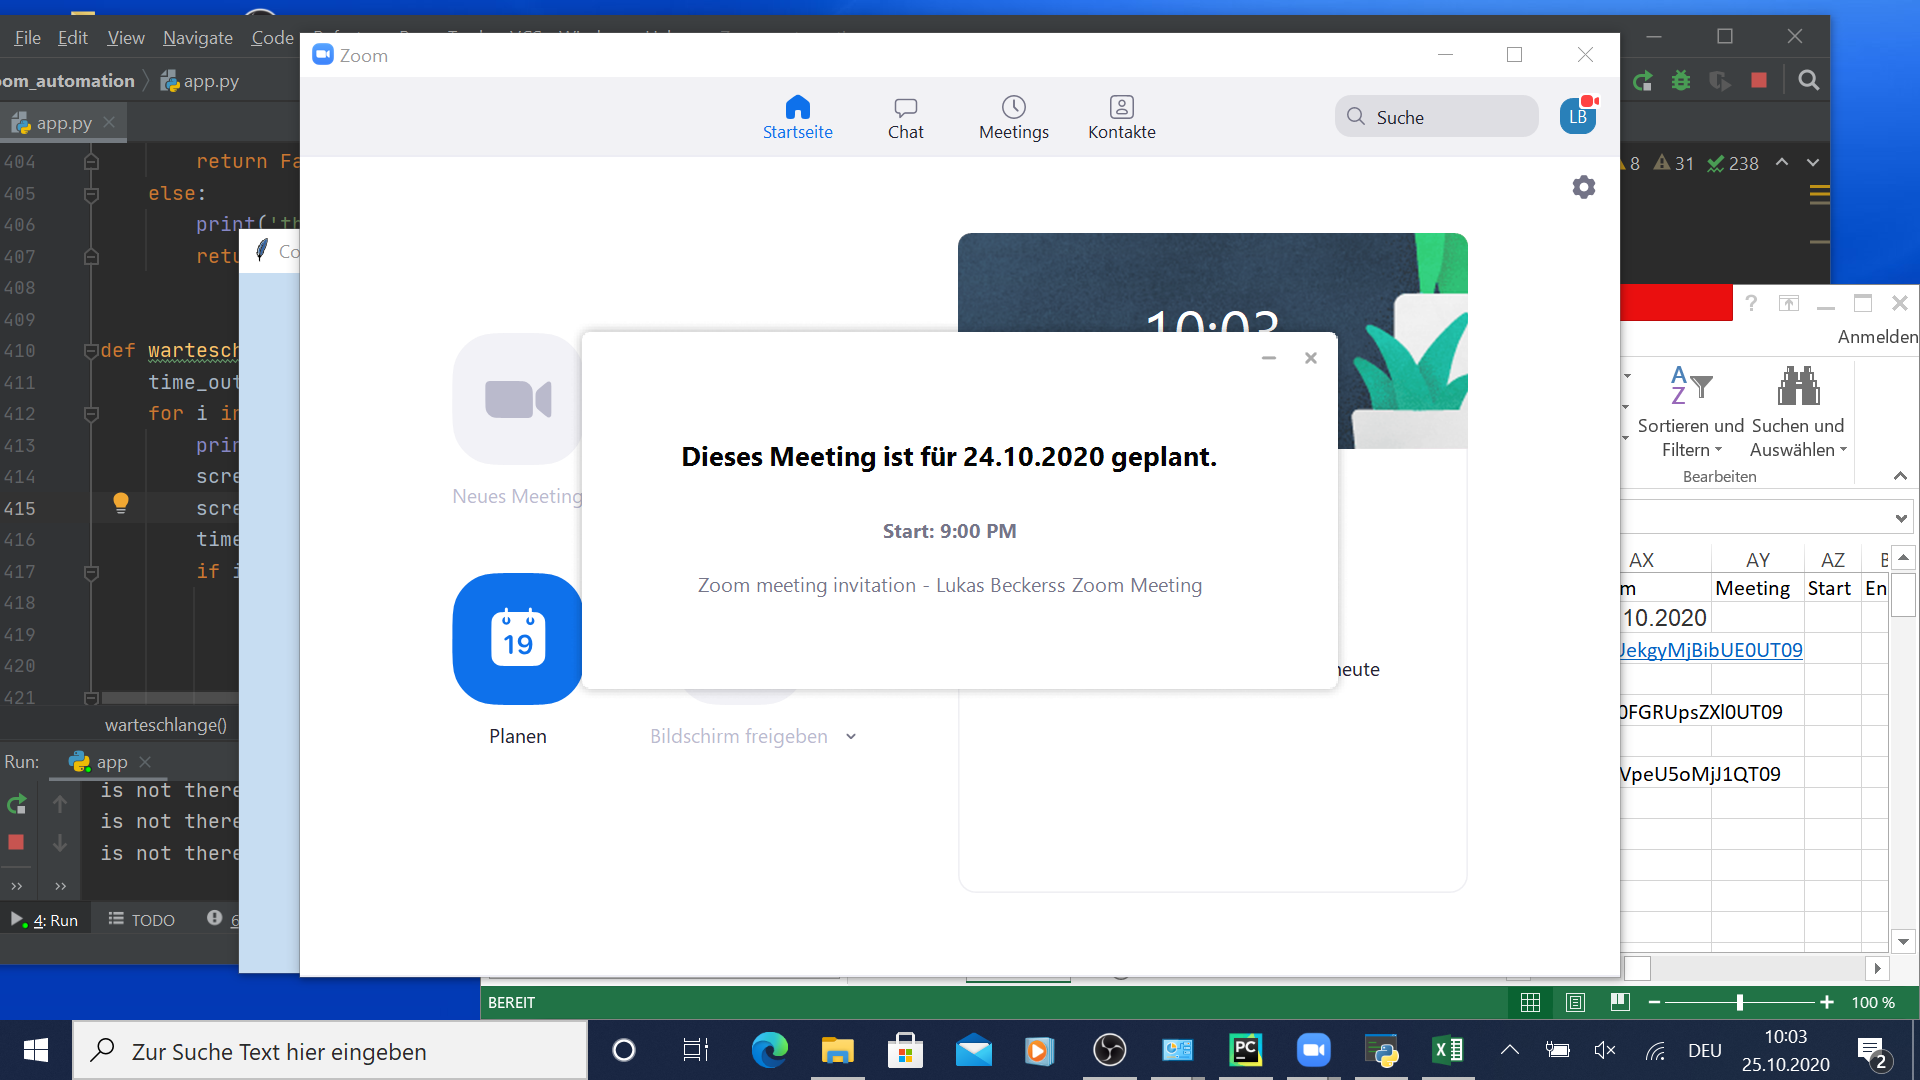 File Edit View Navigate Code
Zoom
oom_automation app.py
Startseite Chat Meetings Kontakte
Suche
LB
app.py
8 31 238
404 return Fa
405 else:
406 print('th
407 retu
408
409
410 def wartesch
411 time_out
412 for i in
413 prin
414 scre
415 scre
416 time
417 if i
418
419
420
421
Co
10:03
Dieses Meeting ist für 24.10.2020 geplant.
Start: 9:00 PM
Zoom meeting invitation - Lukas Beckerss Zoom Meeting
Neues Meeting
19
Planen
Bildschirm freigeben
heute
?
Anmelden
A
Z
Sortieren und
Filtern
Suchen und
Auswählen
Bearbeiten
AX AY AZ
m Meeting Start En
10.2020
UekgyMjBibUE0UT09
0FGRUpsZXl0UT09
VpeU5oMjJ1QT09
warteschlange()
Run: app
is not there
is not there
is not there
4: Run TODO 6
BEREIT
100 %
Zur Suche Text hier eingeben
PC
DEU
10:03
25.10.2020
2